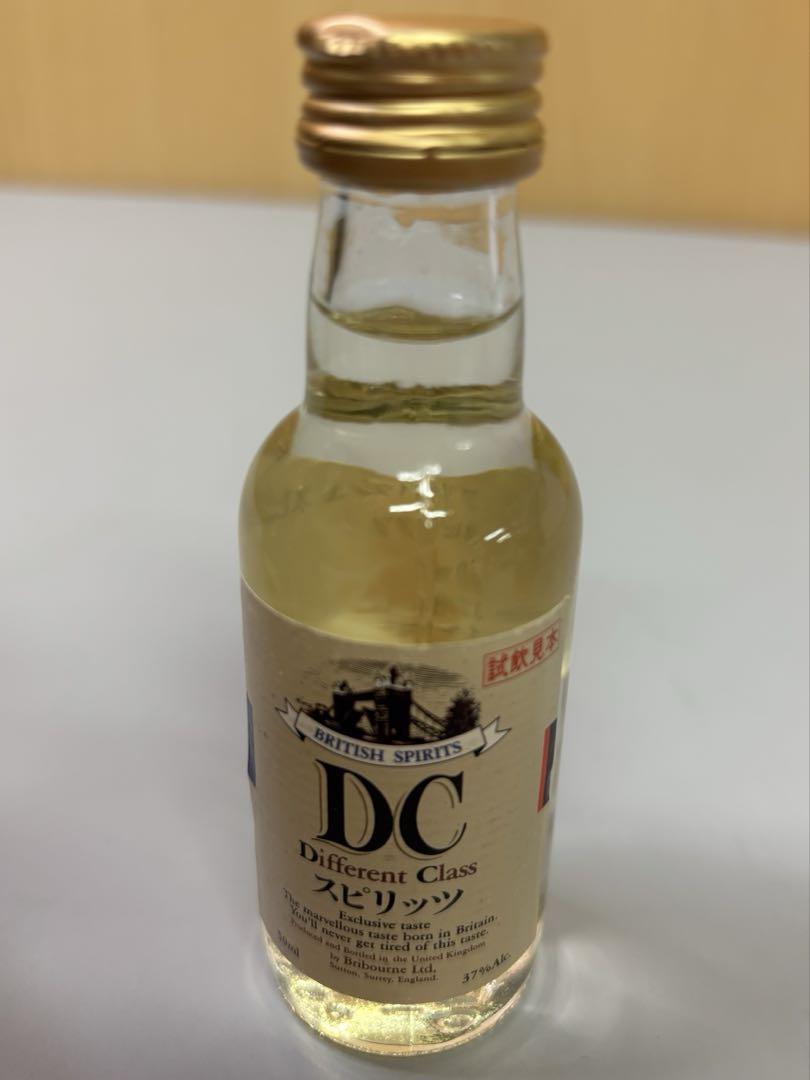 試飲見本
BRITISH SPIRITS
DC
Different Class
スピリッツ
Exclusive taste
The marvellous taste born in Britain.
You'll never get tired of this taste.
Produced and Bottled in the United Kingdom
by Bribourne Ltd,
Sutton, Surrey, England.
50ml
37%Alc.